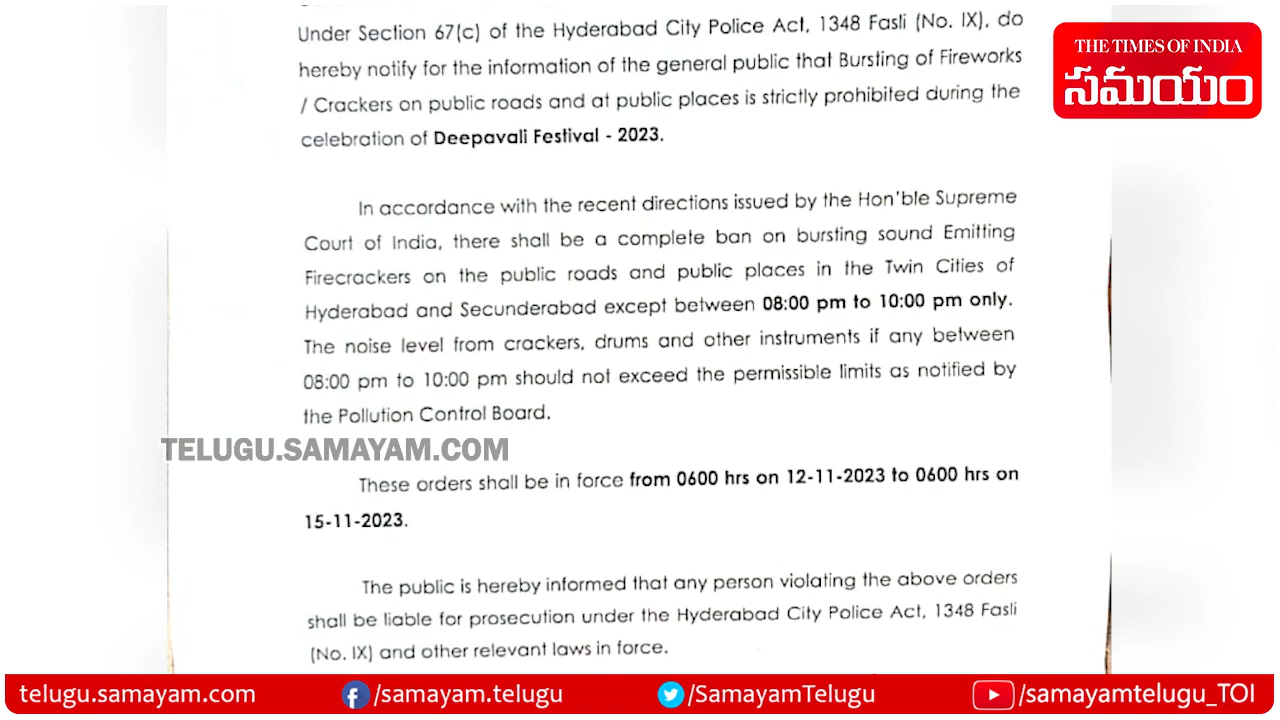 Under Section 67(c) of the Hyderabad City Police Act, 1348 Fasli (No. IX), do
hereby notify for the information of the general public that Bursting of Fireworks
/ Crackers on public roads and at public places is strictly prohibited during the
celebration of Deepavali Festival - 2023.
THE TIMES OF INDIA
సమయం
In accordance with the recent directions issued by the Hon'ble Supreme
Court of India, there shall be a complete ban on bursting sound Emitting
Firecrackers on the public roads and public places in the Twin Cities of
Hyderabad and Secunderabad except between 08:00 pm to 10:00 pm only.
The noise level from crackers, drums and other instruments if any between
08:00 pm to 10:00 pm should not exceed the permissible limits as notified by
the Pollution Control Board.
TELUGU.SAMAYAM.COM
These orders shall be in force from 0600 hrs on 12-11-2023 to 0600 hrs on
15-11-2023.
The public is hereby informed that any person violating the above orders
shall be liable for prosecution under the Hyderabad City Police Act, 1348 Fasli
(No. IX) and other relevant laws in force.
telugu.samayam.com /samayam.telugu /SamayamTelugu /samayamtelugu_TOI